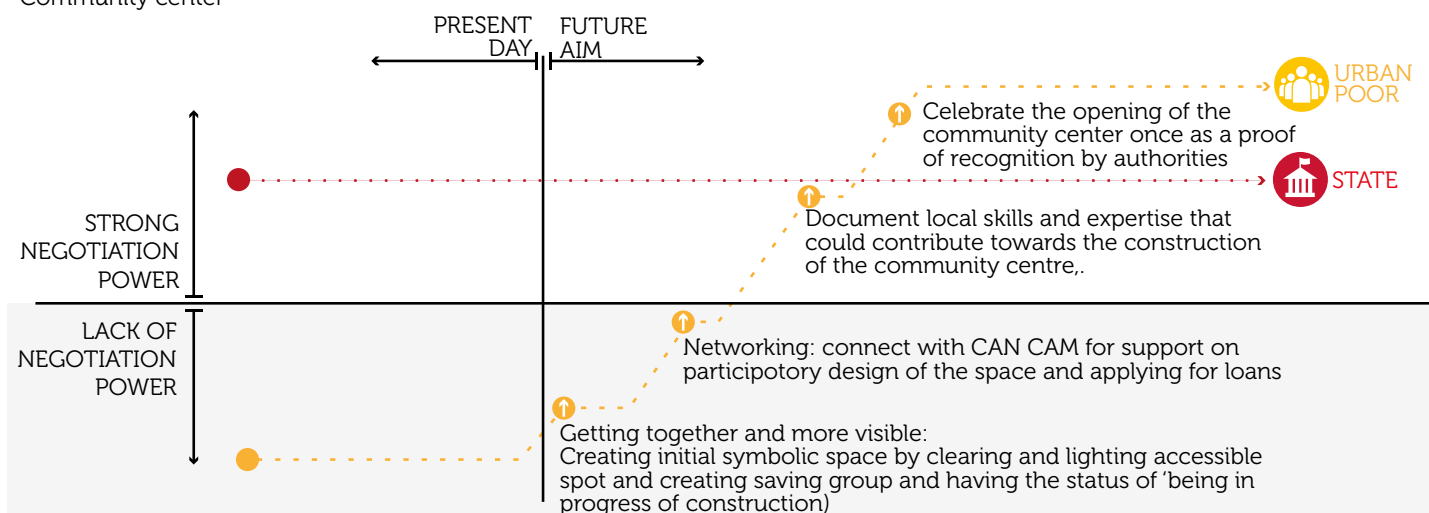 Community center
PRESENT
DAY
FUTURE
AIM
URBAN
POOR
Celebrate the opening of the
community center once as a proof
of recognition by authorities
STATE
STRONG
NEGOTIATION
POWER
Document local skills and expertise that
could contribute towards the construction
of the community centre,.
LACK OF
NEGOTIATION
POWER
Networking: connect with CAN CAM for support on
participotory design of the space and applying for loans
Getting together and more visible:
Creating initial symbolic space by clearing and lighting accessible
spot and creating saving group and having the status of ‘being in
progress of construction)